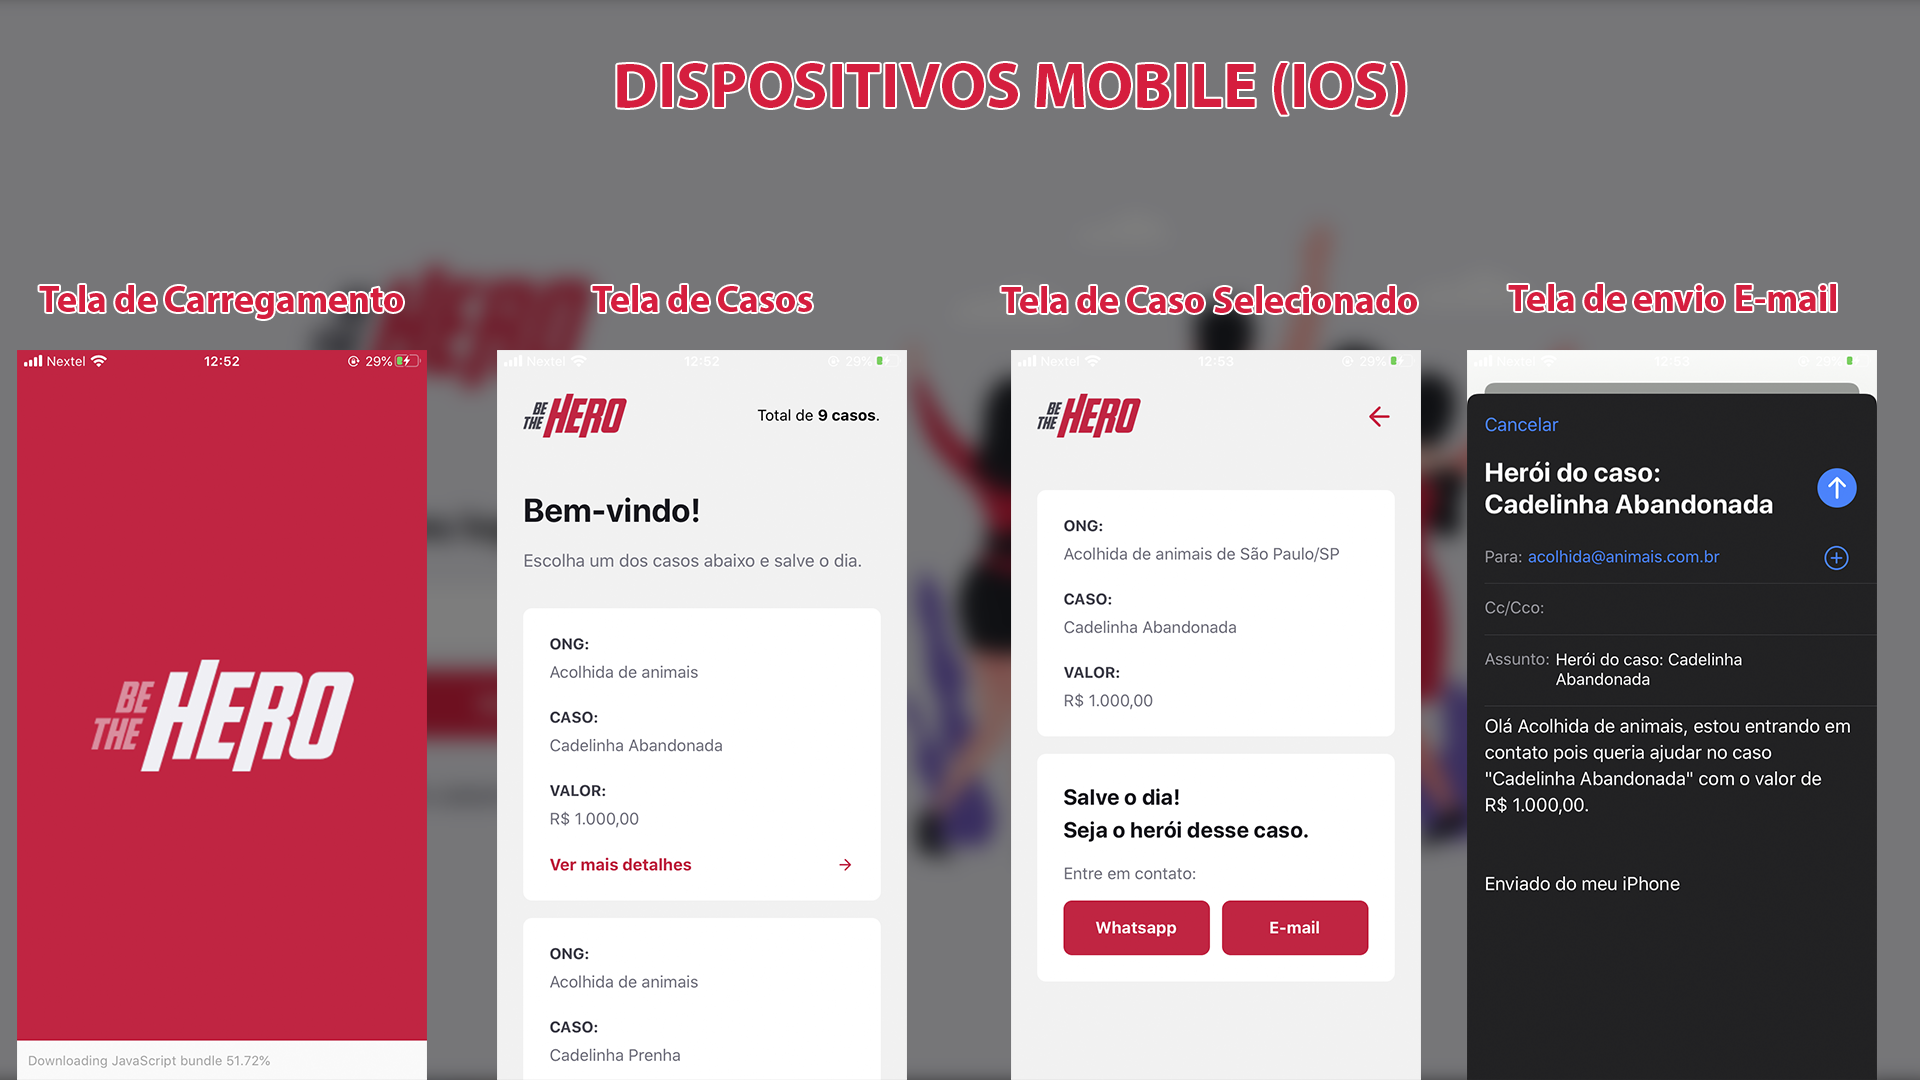 DISPOSITIVOS MOBILE (IOS)
Tela de Carregamento
Nextel
12:52
29%
BE
THE
HERO
Downloading JavaScript bundle 51.72%
Tela de Casos
Nextel
12:52
29%
BE
THE
HERO
Total de 9 casos.
Bem-vindo!
Escolha um dos casos abaixo e salve o dia.
ONG:
Acolhida de animais
CASO:
Cadelinha Abandonada
VALOR:
R$ 1.000,00
Ver mais detalhes
ONG:
Acolhida de animais
CASO:
Cadelinha Prenha
Tela de Caso Selecionado
Nextel
12:53
29%
BE
THE
HERO
ONG:
Acolhida de animais de São Paulo/SP
CASO:
Cadelinha Abandonada
VALOR:
R$ 1.000,00
Salve o dia!
Seja o herói desse caso.
Entre em contato:
Whatsapp
E-mail
Tela de envio E-mail
Nextel
12:53
29%
Cancelar
Herói do caso:
Cadelinha Abandonada
Para: acolhida@animais.com.br
Cc/Cco:
Assunto: Herói do caso: Cadelinha
Abandonada
Olá Acolhida de animais, estou entrando em
contato pois queria ajudar no caso
"Cadelinha Abandonada" com o valor de
R$ 1.000,00.
Enviado do meu iPhone